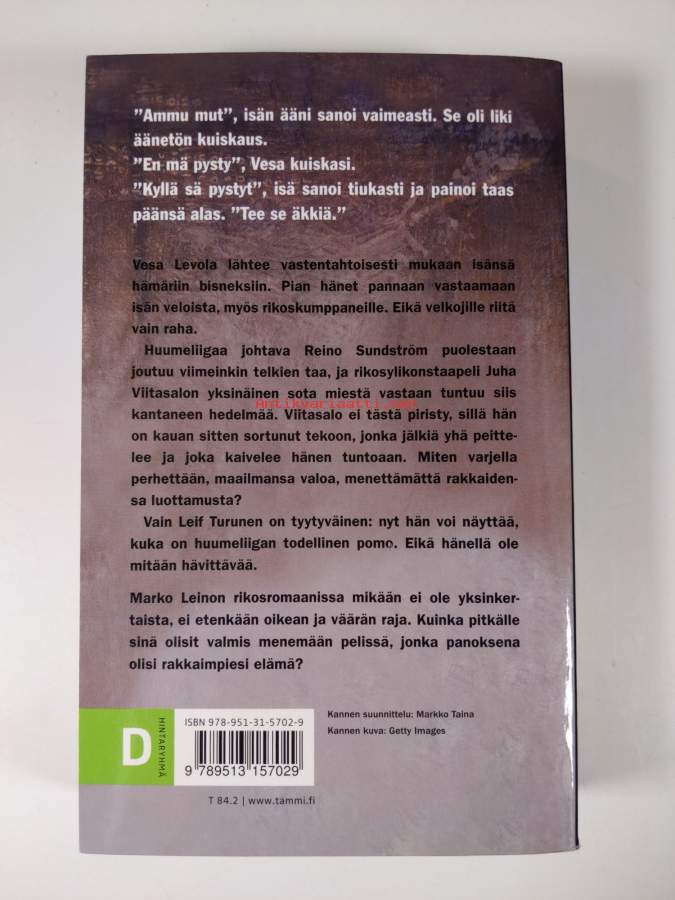 ”Ammu mut”, isän ääni sanoi vaimeasti. Se oli liki
äänetön kuiskaus.
”En mä pysty”, Vesa kuiskasi.
”Kyllä sä pystyt”, isä sanoi tiukasti ja painoi taas
päänsä alas. ”Tee se äkkiä.”
Vesa Levola lähtee vastentahtoisesti mukaan isänsä
hämäriin bisneksiin. Pian hänet pannaan vastaamaan
isän veloista, myös rikoskumppaneille. Eikä velkojille riitä
vain raha.
Huumeliigaa johtava Reino Sundström puolestaan
joutuu viimeinkin telkien taa, ja rikosylikonstaapeli Juha
Viitasalon yksinäinen sota miestä vastaan tuntuu siis
kantaneen hedelmää. Viitasalo ei tästä piristy, sillä hän
on kauan sitten sortunut tekoon, jonka jälkiä yhä peitte-
lee ja joka kaivelee hänen tuntoaan. Miten varjella
perhettään, maailmansa valoa, menettämättä rakkaiden-
sa luottamusta?
Vain Leif Turunen on tyytyväinen: nyt hän voi näyttää,
kuka on huumeliigan todellinen pomo. Eikä hänellä ole
mitään hävittävää.
Marko Leinon rikosromaanissa mikään ei ole yksinker-
taista, ei etenkään oikean ja väärän raja. Kuinka pitkälle
sinä olisit valmis menemään pelissä, jonka panoksena
olisi rakkaimpiesi elämä?
D
HINTARYHMÄ
ISBN 978-951-31-5702-9
9 789513 157029
T 84.2 | www.tammi.fi
Kannen suunnittelu: Markko Taina
Kannen kuva: Getty Images